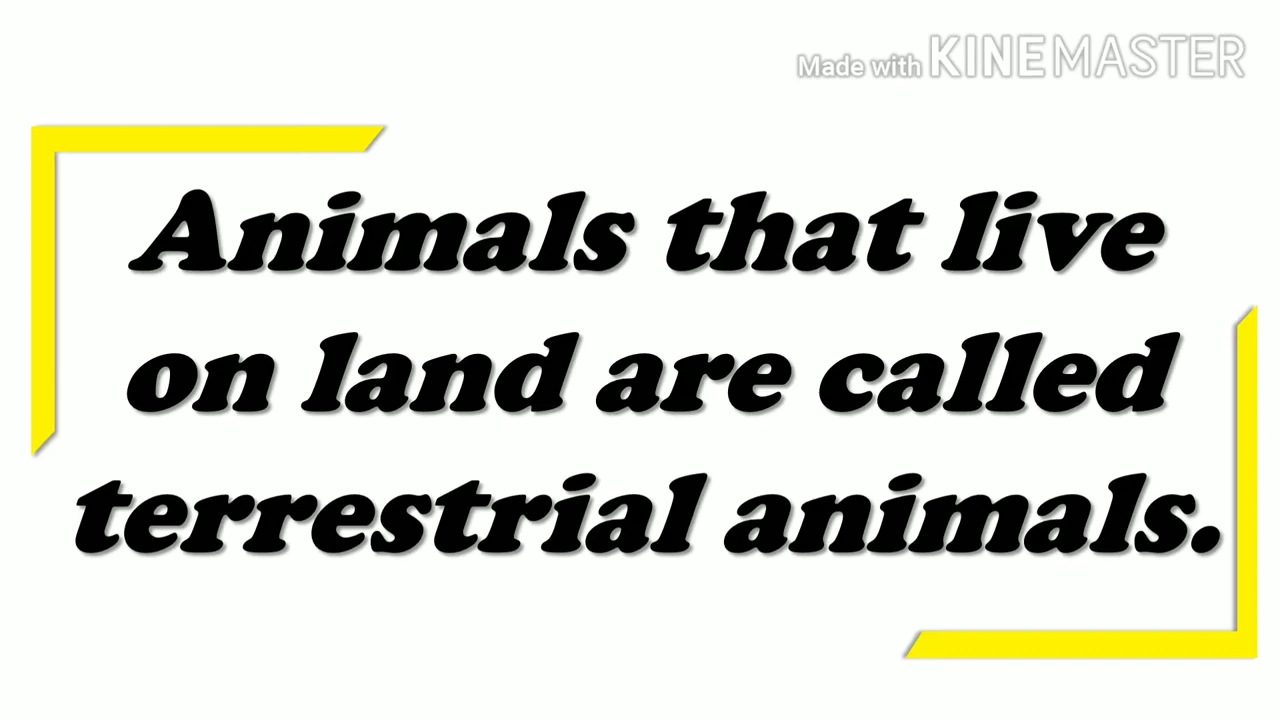 Made with KINEMASTER
Animals that live
on land are called
terrestrial animals.